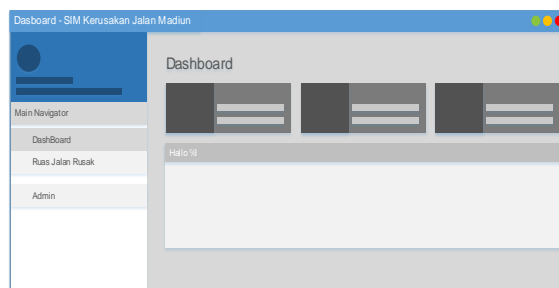 Dasboard - SIM Kerusakan Jalan Madiun
Main Navigator
DashBoard
Ruas Jalan Rusak
Admin
Dashboard
Hallo